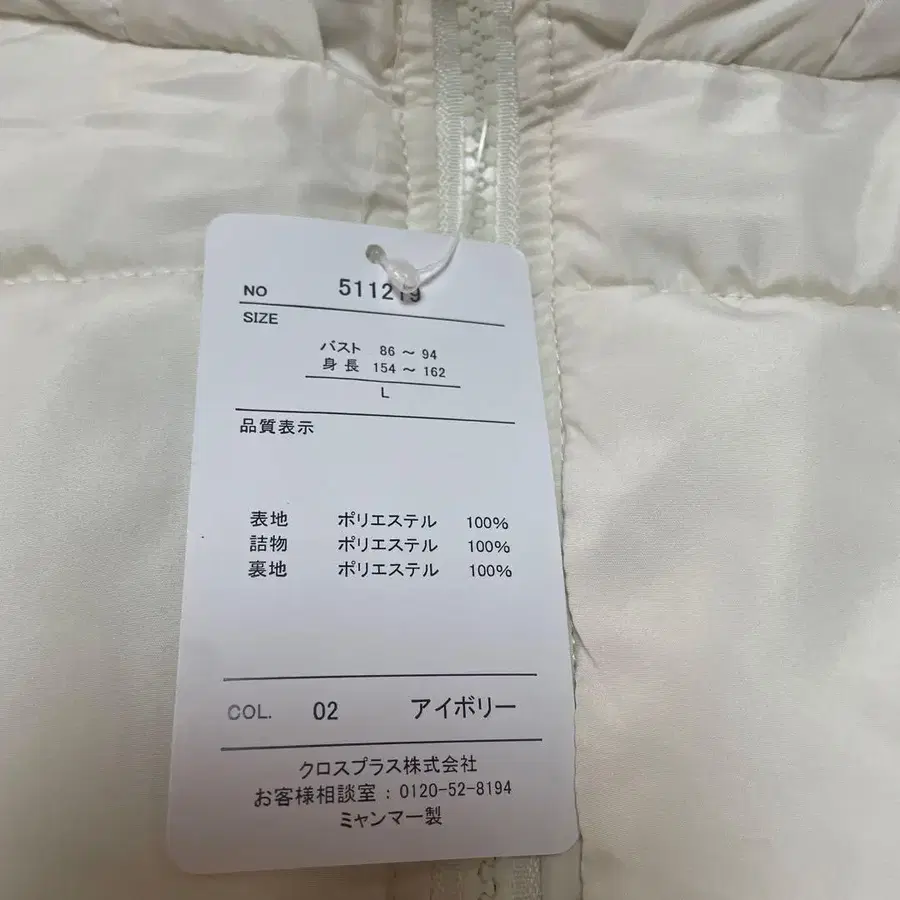 NO 511219
SIZE
バスト 86 ～ 94
身長 154 ～ 162
L
品質表示
表地 ポリエステル 100%
詰物 ポリエステル 100%
裏地 ポリエステル 100%
COL. 02 アイボリー
クロスプラス株式会社
お客様相談室 : 0120-52-8194
ミャンマー製